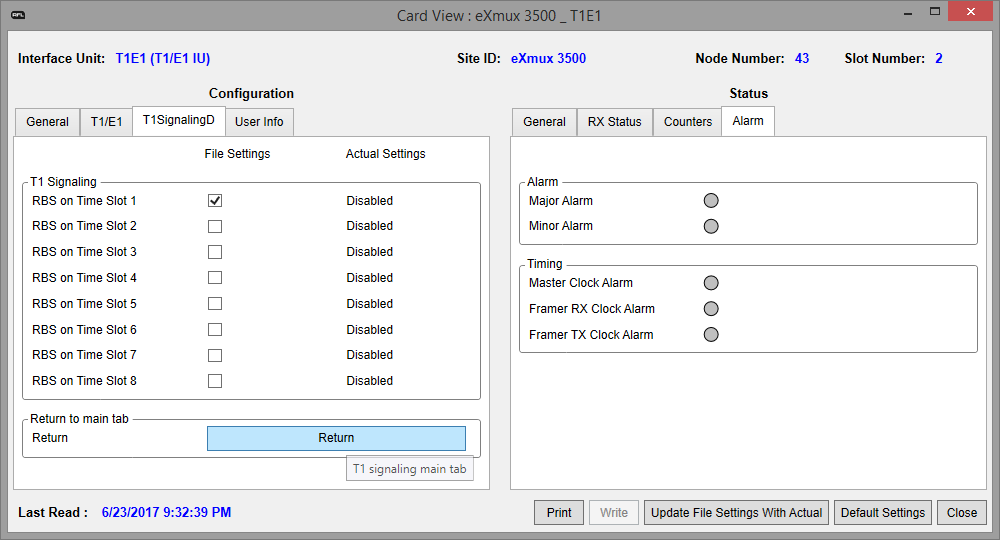 AFL
Card View : eXmux 3500 _ T1E1
Interface Unit: T1E1 (T1/E1 IU) Site ID: eXmux 3500 Node Number: 43 Slot Number: 2
Configuration
General T1/E1 T1SignalingD User Info
File Settings Actual Settings
T1 Signaling
RBS on Time Slot 1 Disabled
RBS on Time Slot 2 Disabled
RBS on Time Slot 3 Disabled
RBS on Time Slot 4 Disabled
RBS on Time Slot 5 Disabled
RBS on Time Slot 6 Disabled
RBS on Time Slot 7 Disabled
RBS on Time Slot 8 Disabled
Return to main tab
Return Return
T1 signaling main tab
Status
General RX Status Counters Alarm
Alarm
Major Alarm
Minor Alarm
Timing
Master Clock Alarm
Framer RX Clock Alarm
Framer TX Clock Alarm
Last Read : 6/23/2017 9:32:39 PM
Print Write Update File Settings With Actual Default Settings Close